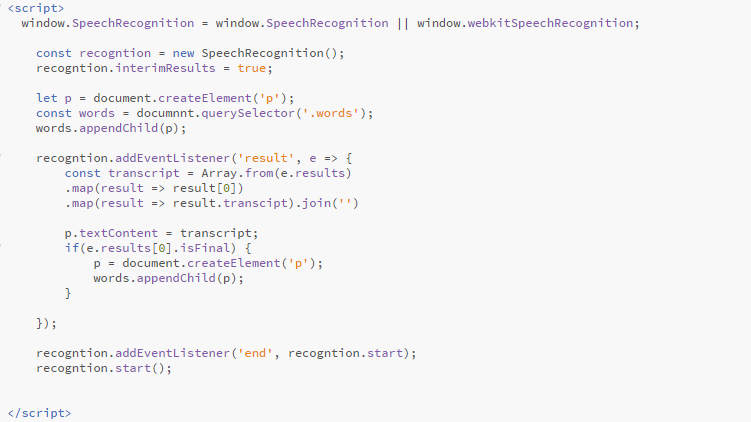 <script>
window.SpeechRecognition = window.SpeechRecognition || window.webkitSpeechRecognition;
const recogntion = new SpeechRecognition();
recogntion.interimResults = true;
let p = document.createElement('p');
const words = documnnt.querySelector('.words');
words.appendChild(p);
recogntion.addEventListener('result', e => {
const transcript = Array.from(e.results)
.map(result => result[0])
.map(result => result.transcipt).join('')
p.textContent = transcript;
if(e.results[0].isFinal) {
p = document.createElement('p');
words.appendChild(p);
}
});
recogntion.addEventListener('end', recogntion.start);
recogntion.start();
</script>